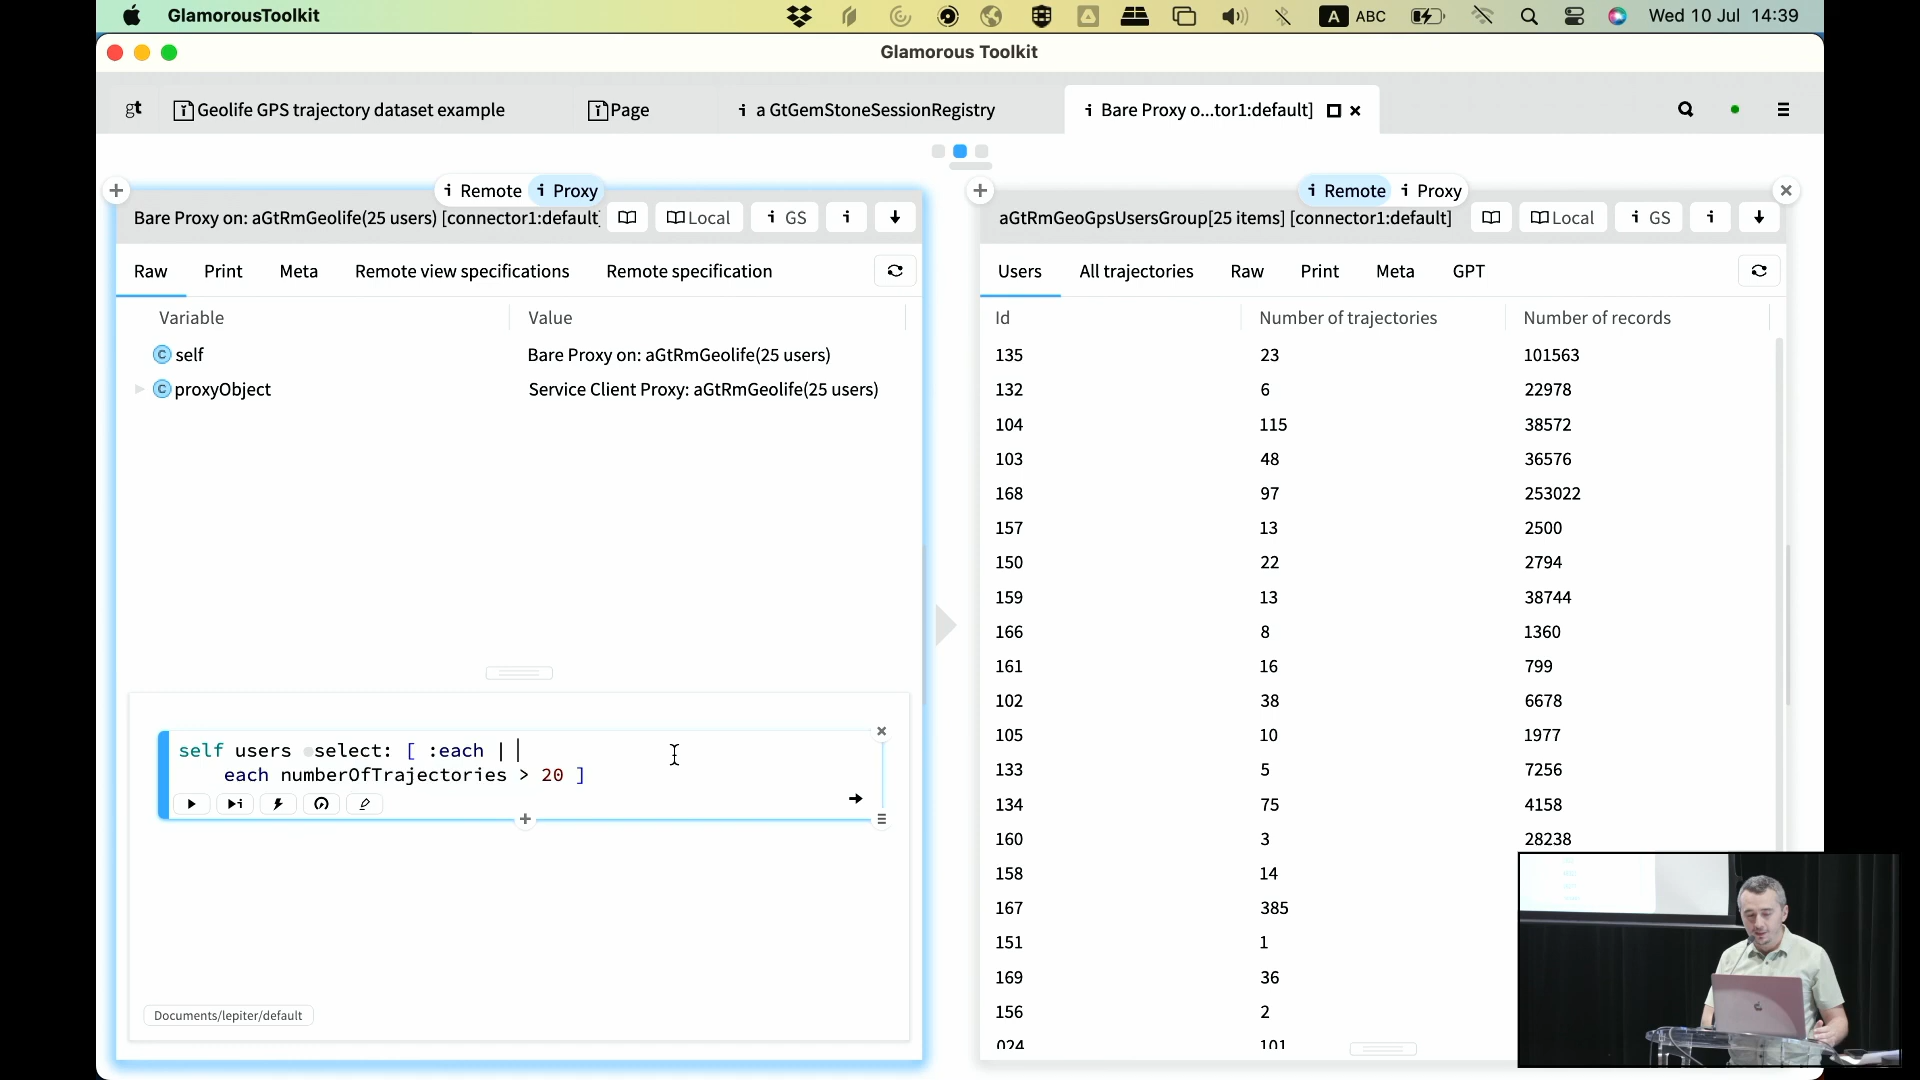 GlamorousToolkit
A ABC
Wed 10 Jul 14:39
Glamorous Toolkit
gt
Geolife GPS trajectory dataset example
Page
a GtGemStoneSessionRegistry
Bare Proxy o...tor1:default]
i Remote i Proxy
Bare Proxy on: aGtRmGeolife(25 users) [connector1:default]
Local
i GS
i
Raw Print Meta Remote view specifications Remote specification
Variable Value
self Bare Proxy on: aGtRmGeolife(25 users)
proxyObject Service Client Proxy: aGtRmGeolife(25 users)
self users select: [ :each |
each numberOfTrajectories > 20 ]
Documents/lepiter/default
i Remote i Proxy
aGtRmGeoGpsUsersGroup[25 items] [connector1:default]
Local
i GS
i
Users All trajectories Raw Print Meta GPT
Id Number of trajectories Number of records
135 23 101563
132 6 22978
104 115 38572
103 48 36576
168 97 253022
157 13 2500
150 22 2794
159 13 38744
166 8 1360
161 16 799
102 38 6678
105 10 1977
133 5 7256
134 75 4158
160 3 28238
158 14
167 385
151 1
169 36
156 2
024 101